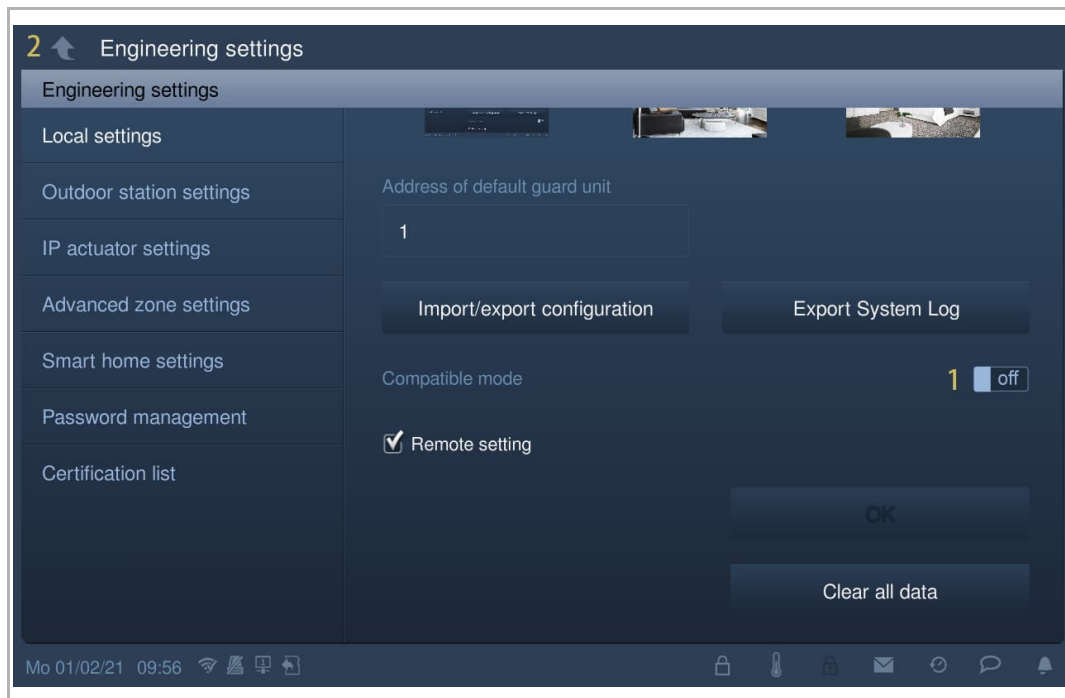 2 Engineering settings
Engineering settings
Local settings
Outdoor station settings
IP actuator settings
Advanced zone settings
Smart home settings
Password management
Certification list
Address of default guard unit
1
Import/export configuration
Export System Log
Compatible mode
1 off
Remote setting
OK
Clear all data
Mo 01/02/21 09:56